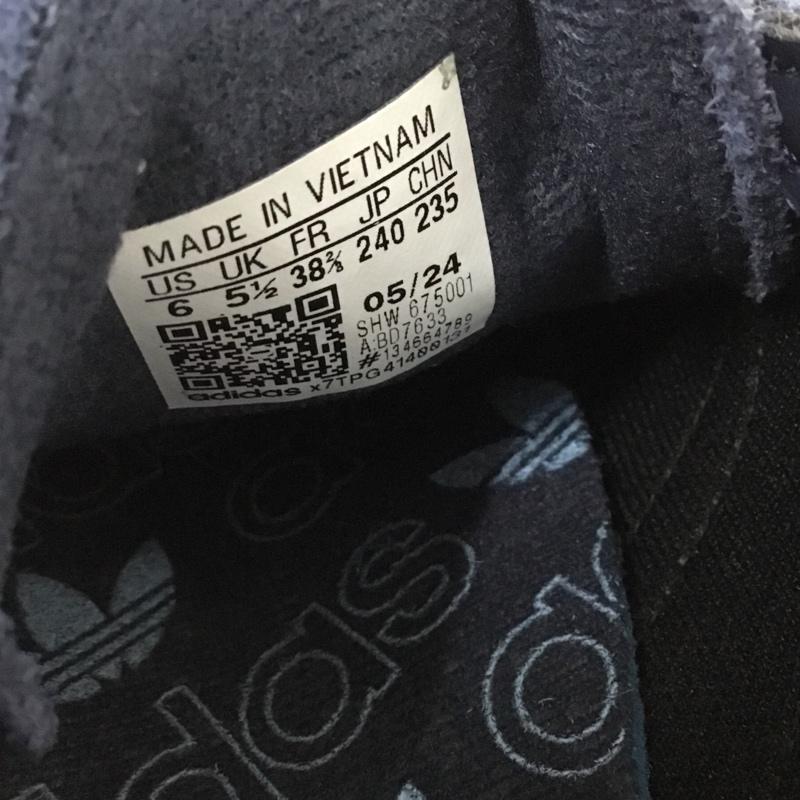 MADE IN VIETNAM
US UK FR JP CHN
6 5½ 38⅔ 240 235
05/24
SHW 675001
A:BD7633
#134664789
adidas
adidas